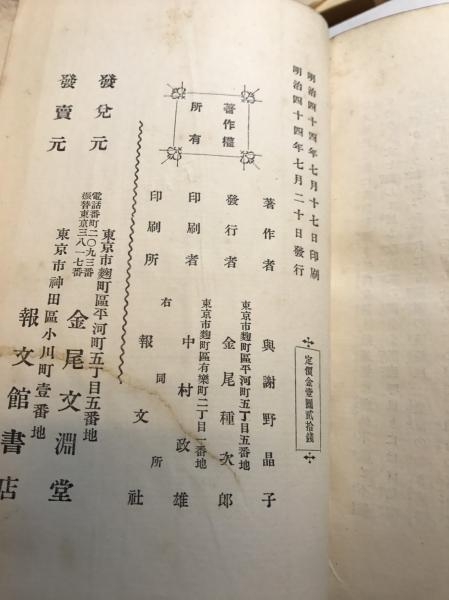 明治四十四年七月十七日印刷
明治四十四年七月二十日發行
定價金壹圓貳拾錢
著作權
所有
著作者 與謝野晶子
東京市麹町區平河町五丁目五番地
發行者 金尾種次郎
東京市麹町區有樂町二丁目一番地
印刷者 中村政雄
右同所
印刷所 報文社
東京市麹町區平河町五丁目五番地
發兌元 金尾文淵堂
電話番町二〇九三番
振替東京三八一七番
東京市神田區小川町壹番地
發賣元 報文館書店